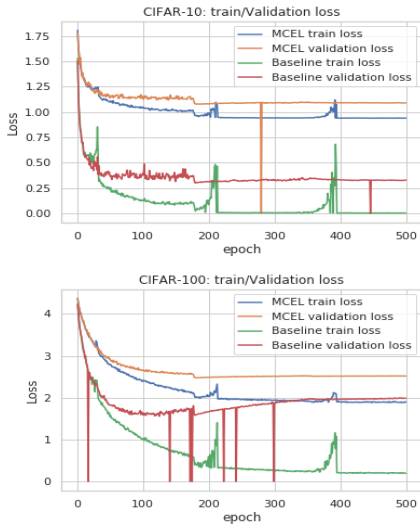 CIFAR-10: train/Validation loss
MCEL train loss
MCEL validation loss
Baseline train loss
Baseline validation loss
1.75
1.50
1.25
1.00
0.75
0.50
0.25
0.00
Loss
0 100 200 300 400 500
epoch
CIFAR-100: train/Validation loss
MCEL train loss
MCEL validation loss
Baseline train loss
Baseline validation loss
4
3
2
1
0
Loss
0 100 200 300 400 500
epoch